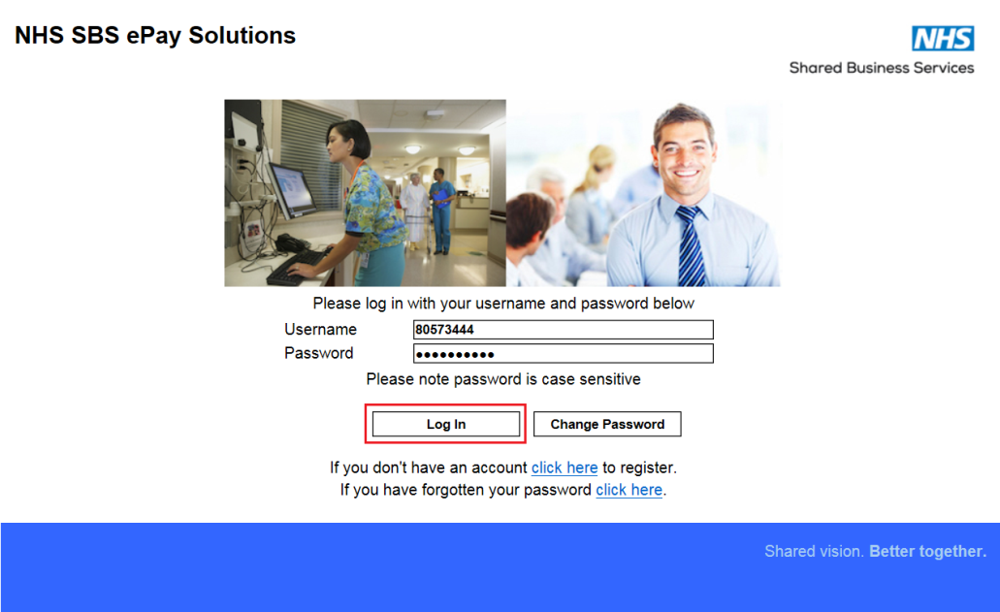 NHS SBS ePay Solutions
NHS
Shared Business Services
Please log in with your username and password below
Username 80573444
Password ●●●●●●●●●●
Please note password is case sensitive
Log In Change Password
If you don't have an account click here to register.
If you have forgotten your password click here.
Shared vision. Better together.